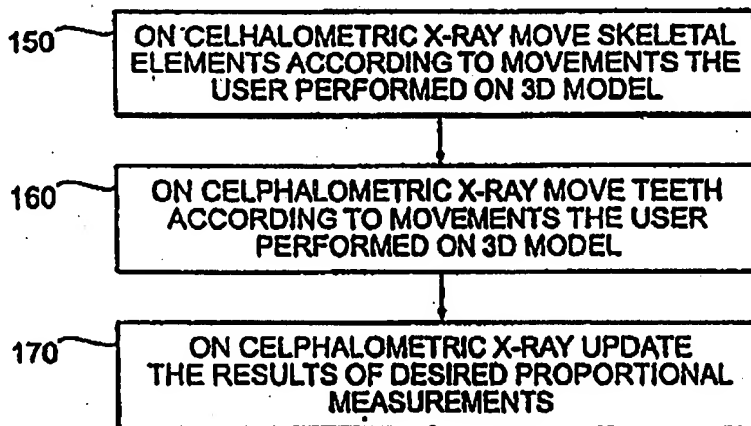 150
ON CELHALOMETRIC X-RAY MOVE SKELETAL
ELEMENTS ACCORDING TO MOVEMENTS THE
USER PERFORMED ON 3D MODEL
160
ON CELPHALOMETRIC X-RAY MOVE TEETH
ACCORDING TO MOVEMENTS THE USER
PERFORMED ON 3D MODEL
170
ON CELPHALOMETRIC X-RAY UPDATE
THE RESULTS OF DESIRED PROPORTIONAL
MEASUREMENTS